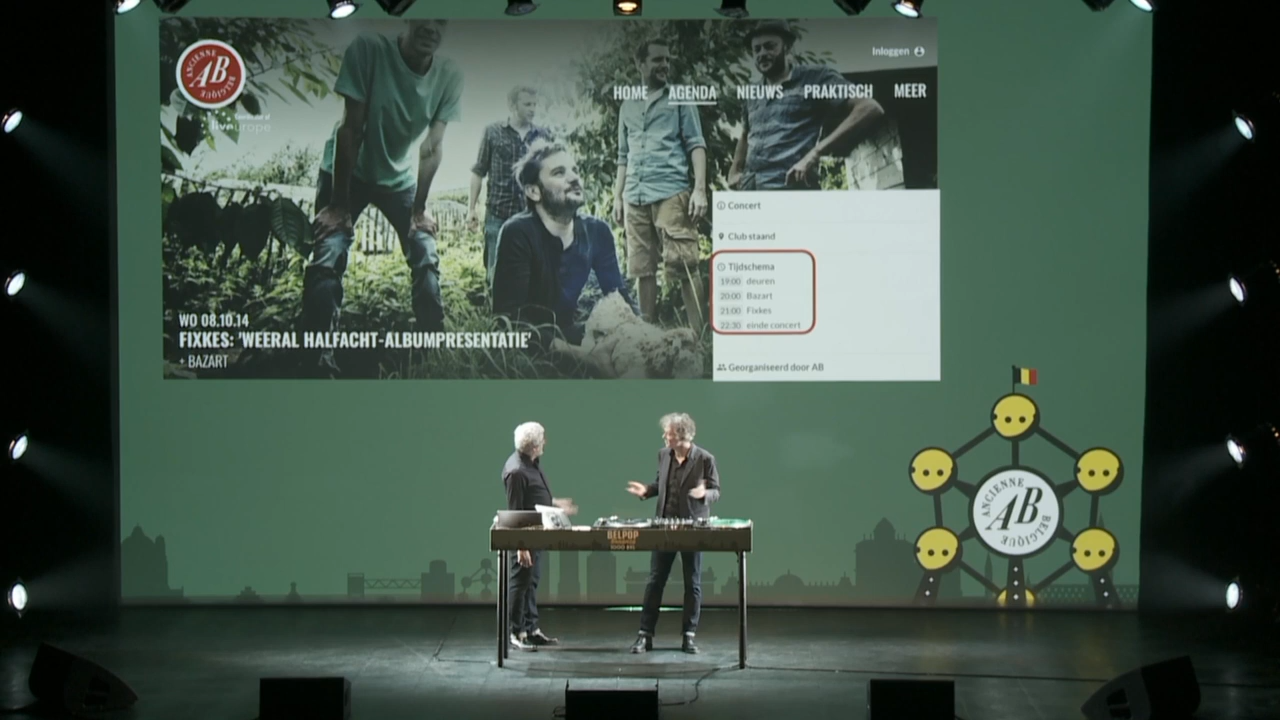 ANCIENNE
AB
BELGIQUE
liveurope
Inloggen
HOME AGENDA NIEUWS PRAKTISCH MEER
WO 08.10.14
FIXKES: 'WEERAL HALFACHT-ALBUMPRESENTATIE'
+ BAZART
Concert
Club staand
Tijdschema
19:00 deuren
20:00 Bazart
21:00 Fixkes
22:30 einde concert
Georganiseerd door AB
BELPOP
ANCIENNE
AB
BELGIQUE